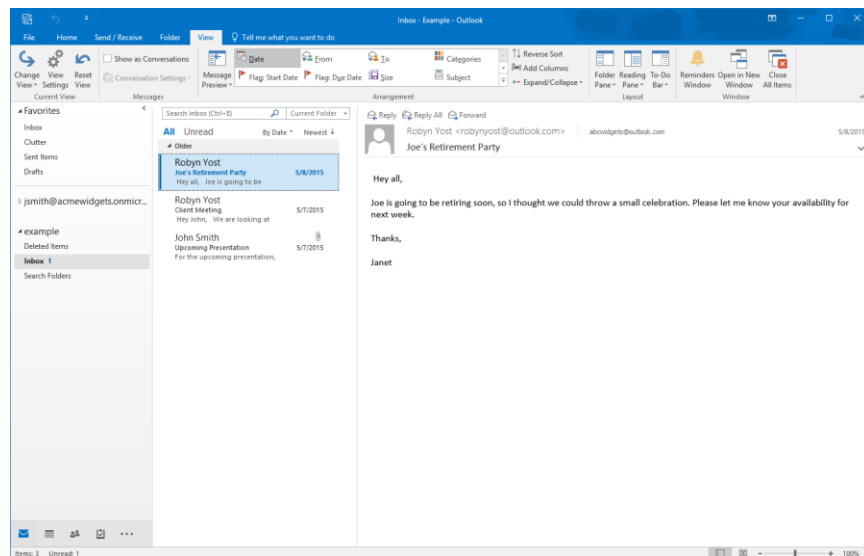 Inbox - Example - Outlook
File Home Send / Receive Folder View Tell me what you want to do
Change View View Settings Reset View
Current View
Show as Conversations
Conversation Settings
Messages
Message Preview
Date From To Categories
Flag: Start Date Flag: Due Date Size Subject
Arrangement
Reverse Sort
Add Columns
Expand/Collapse
Folder Pane Reading Pane To-Do Bar
Layout
Reminders Window Open in New Window Close All Items
Window
Favorites
Inbox
Clutter
Sent Items
Drafts
jsmith@acmewidgets.onmicr...
example
Deleted Items
Inbox 1
Search Folders
Search Inbox (Ctrl+E) Current Folder
All Unread By Date Newest
Older
Robyn Yost
Joe's Retirement Party 5/8/2015
Hey all, Joe is going to be
Robyn Yost
Client Meeting 5/7/2015
Hey John, We are looking at
John Smith
Upcoming Presentation 5/7/2015
For the upcoming presentation,
Reply Reply All Forward
Robyn Yost <robynyost@outlook.com> abcwidgets@outlook.com 5/8/2015
Joe's Retirement Party
Hey all,
Joe is going to be retiring soon, so I thought we could throw a small celebration. Please let me know your availability for
next week.
Thanks,
Janet
Items: 3 Unread: 1 100%